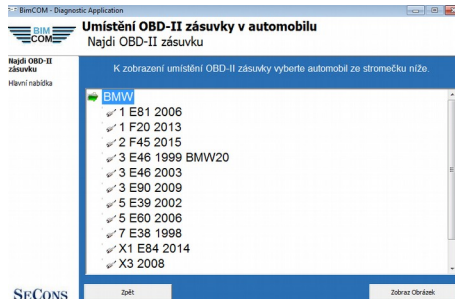 BimCOM - Diagnostic Application
BIM
COM
Umístění OBD-II zásuvky v automobilu
Najdi OBD-II zásuvku
Najdi OBD-II
zásuvku
Hlavní nabídka
K zobrazení umístění OBD-II zásuvky vyberte automobil ze stromečku níže.
BMW
1 E81 2006
1 F20 2013
2 F45 2015
3 E46 1999 BMW20
3 E46 2003
3 E90 2009
5 E39 2002
5 E60 2006
7 E38 1998
X1 E84 2014
X3 2008
SECONS
Zpět
Zobraz Obrázek